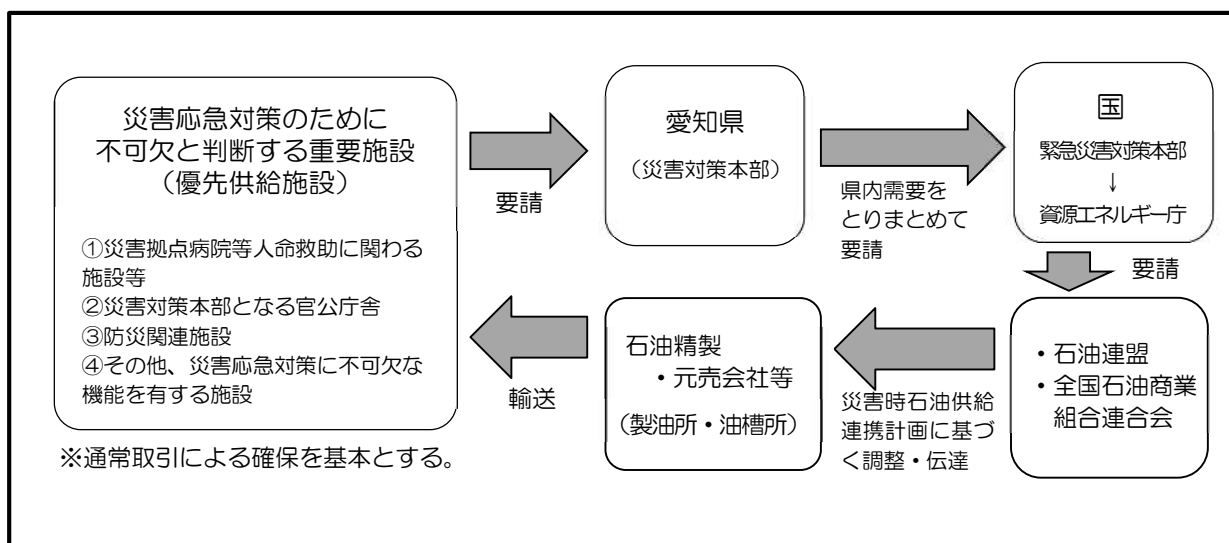 災害応急対策のために
不可欠と判断する重要施設
（優先供給施設）
①災害拠点病院等人命救助に関わる
施設等
②災害対策本部となる官公庁舎
③防災関連施設
④その他、災害応急対策に不可欠な
機能を有する施設
※通常取引による確保を基本とする。
要請
愛知県
（災害対策本部）
県内需要を
とりまとめて
要請
国
緊急災害対策本部
↓
資源エネルギー庁
要請
・石油連盟
・全国石油商業
組合連合会
災害時石油供給
連携計画に基づ
く調整・伝達
石油精製
・元売会社等
（製油所・油槽所）
輸送